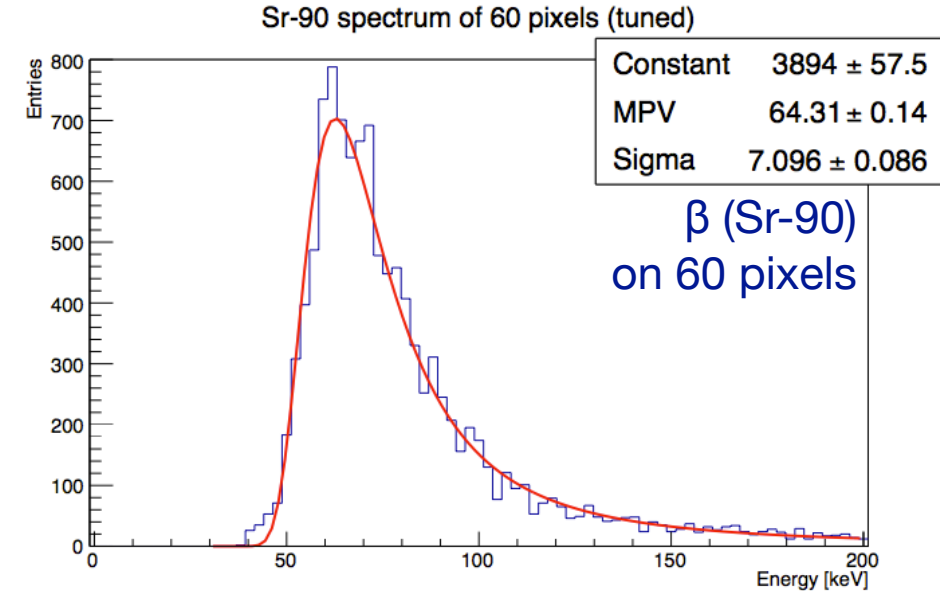 Sr-90 spectrum of 60 pixels (tuned)
Entries
800
700
600
500
400
300
200
100
0
Constant 3894 ± 57.5
MPV 64.31 ± 0.14
Sigma 7.096 ± 0.086
β (Sr-90)
on 60 pixels
0 50 100 150 200
Energy [keV]